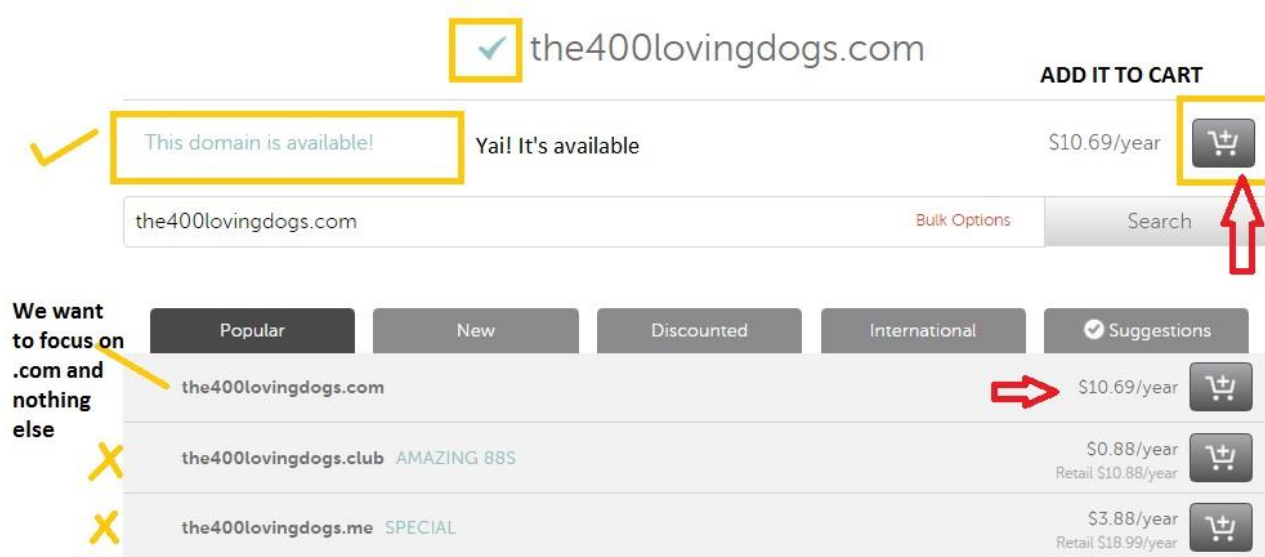 the400lovingdogs.com
ADD IT TO CART
This domain is available!
Yai! It's available
$10.69/year
the400lovingdogs.com
Bulk Options
Search
We want
to focus on
.com and
nothing
else
Popular
New
Discounted
International
Suggestions
the400lovingdogs.com
$10.69/year
the400lovingdogs.club AMAZING 88S
$0.88/year
Retail $10.88/year
the400lovingdogs.me SPECIAL
$3.88/year
Retail $18.99/year